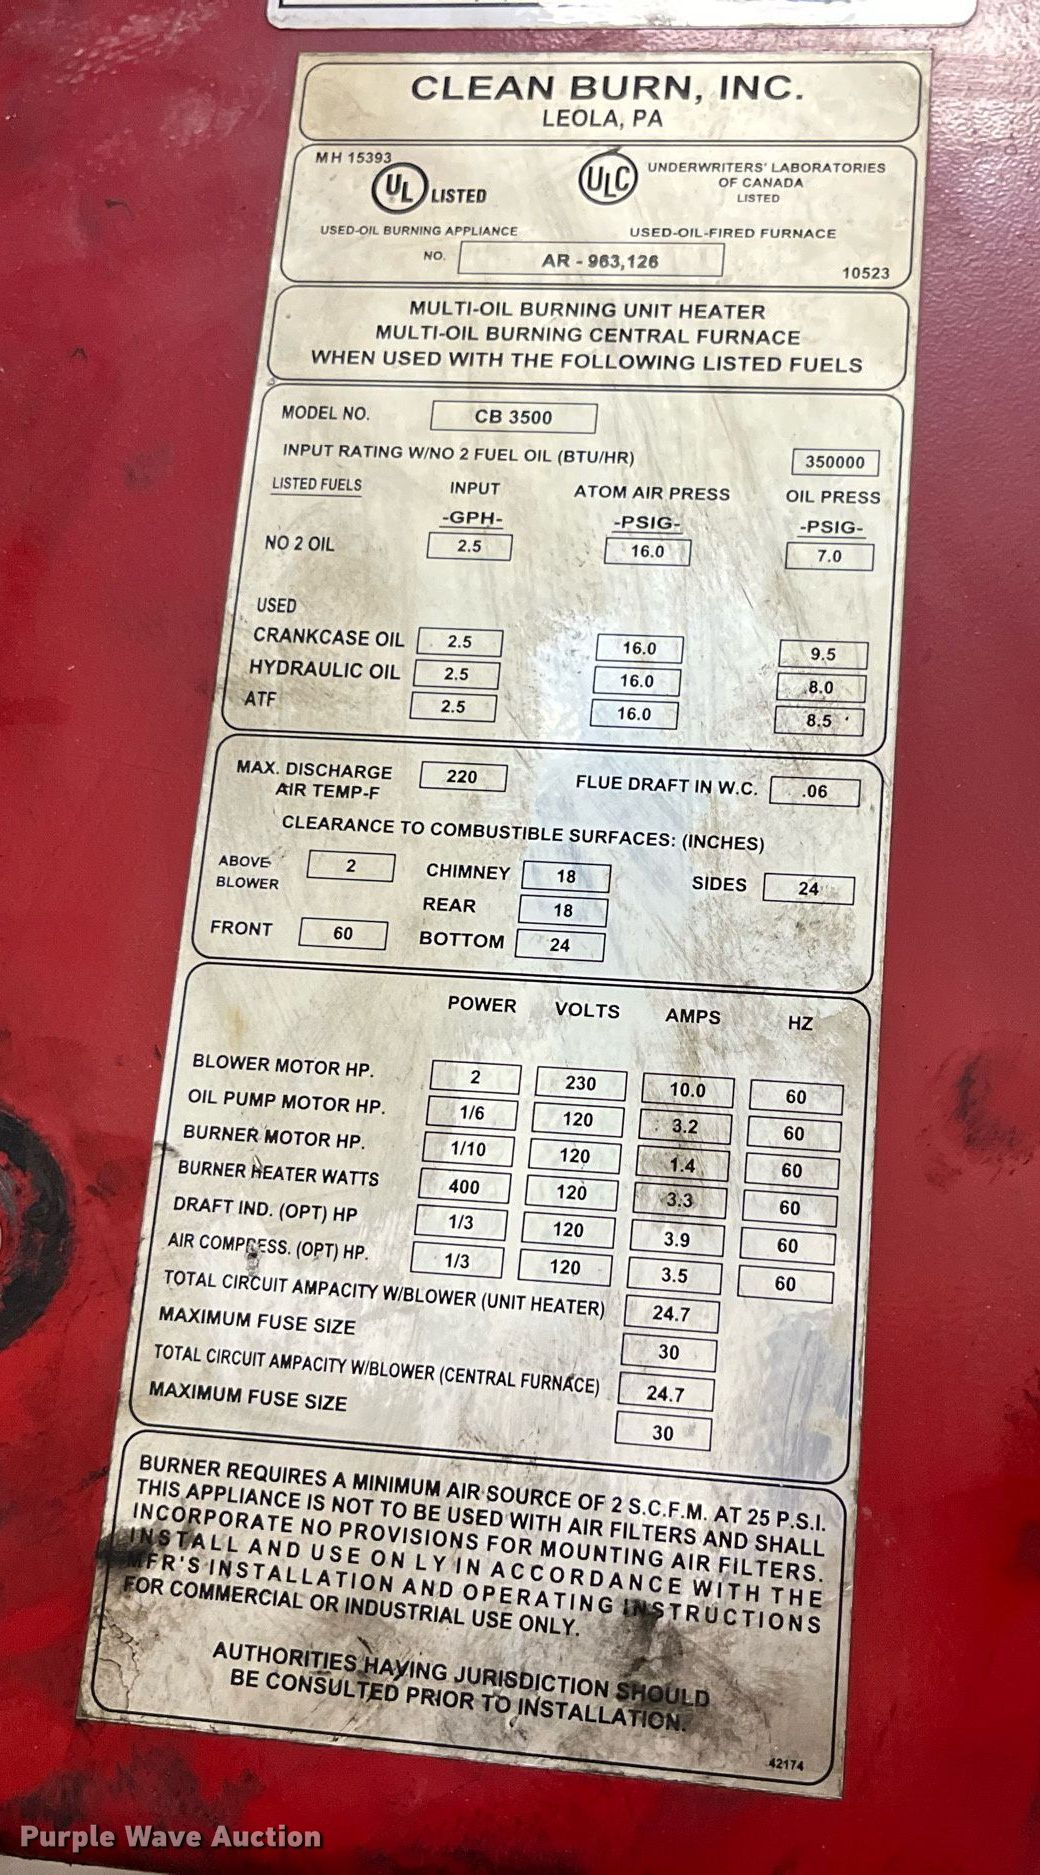 CLEAN BURN, INC.
LEOLA, PA
MH 15393
UL LISTED
ULC UNDERWRITERS' LABORATORIES
OF CANADA
LISTED
USED-OIL BURNING APPLIANCE USED-OIL-FIRED FURNACE
NO. AR - 963,126
10523
MULTI-OIL BURNING UNIT HEATER
MULTI-OIL BURNING CENTRAL FURNACE
WHEN USED WITH THE FOLLOWING LISTED FUELS
MODEL NO. CB 3500
INPUT RATING W/NO 2 FUEL OIL (BTU/HR) 350000
LISTED FUELS INPUT ATOM AIR PRESS OIL PRESS
-GPH- -PSIG- -PSIG-
NO 2 OIL 2.5 16.0 7.0
USED
CRANKCASE OIL 2.5 16.0 9.5
HYDRAULIC OIL 2.5 16.0 8.0
ATF 2.5 16.0 8.5
MAX. DISCHARGE 220 FLUE DRAFT IN W.C. .06
AIR TEMP-F
CLEARANCE TO COMBUSTIBLE SURFACES: (INCHES)
ABOVE 2 CHIMNEY 18 SIDES 24
BLOWER
REAR 18
FRONT 60 BOTTOM 24
POWER VOLTS AMPS HZ
BLOWER MOTOR HP. 2 230 10.0 60
OIL PUMP MOTOR HP. 1/6 120 3.2 60
BURNER MOTOR HP. 1/10 120 1.4 60
BURNER HEATER WATTS 400 120 3.3 60
DRAFT IND. (OPT) HP 1/3 120 3.9 60
AIR COMPRESS. (OPT) HP. 1/3 120 3.5 60
TOTAL CIRCUIT AMPACITY W/BLOWER (UNIT HEATER) 24.7
MAXIMUM FUSE SIZE 30
TOTAL CIRCUIT AMPACITY W/BLOWER (CENTRAL FURNACE) 24.7
MAXIMUM FUSE SIZE 30
BURNER REQUIRES A MINIMUM AIR SOURCE OF 2 S.C.F.M. AT 25 P.S.I.
THIS APPLIANCE IS NOT TO BE USED WITH AIR FILTERS AND SHALL
INCORPORATE NO PROVISIONS FOR MOUNTING AIR FILTERS.
INSTALL AND USE ONLY IN ACCORDANCE WITH THE
MFR'S INSTALLATION AND OPERATING INSTRUCTIONS
FOR COMMERCIAL OR INDUSTRIAL USE ONLY.
AUTHORITIES HAVING JURISDICTION SHOULD
BE CONSULTED PRIOR TO INSTALLATION.
42174
Purple Wave Auction